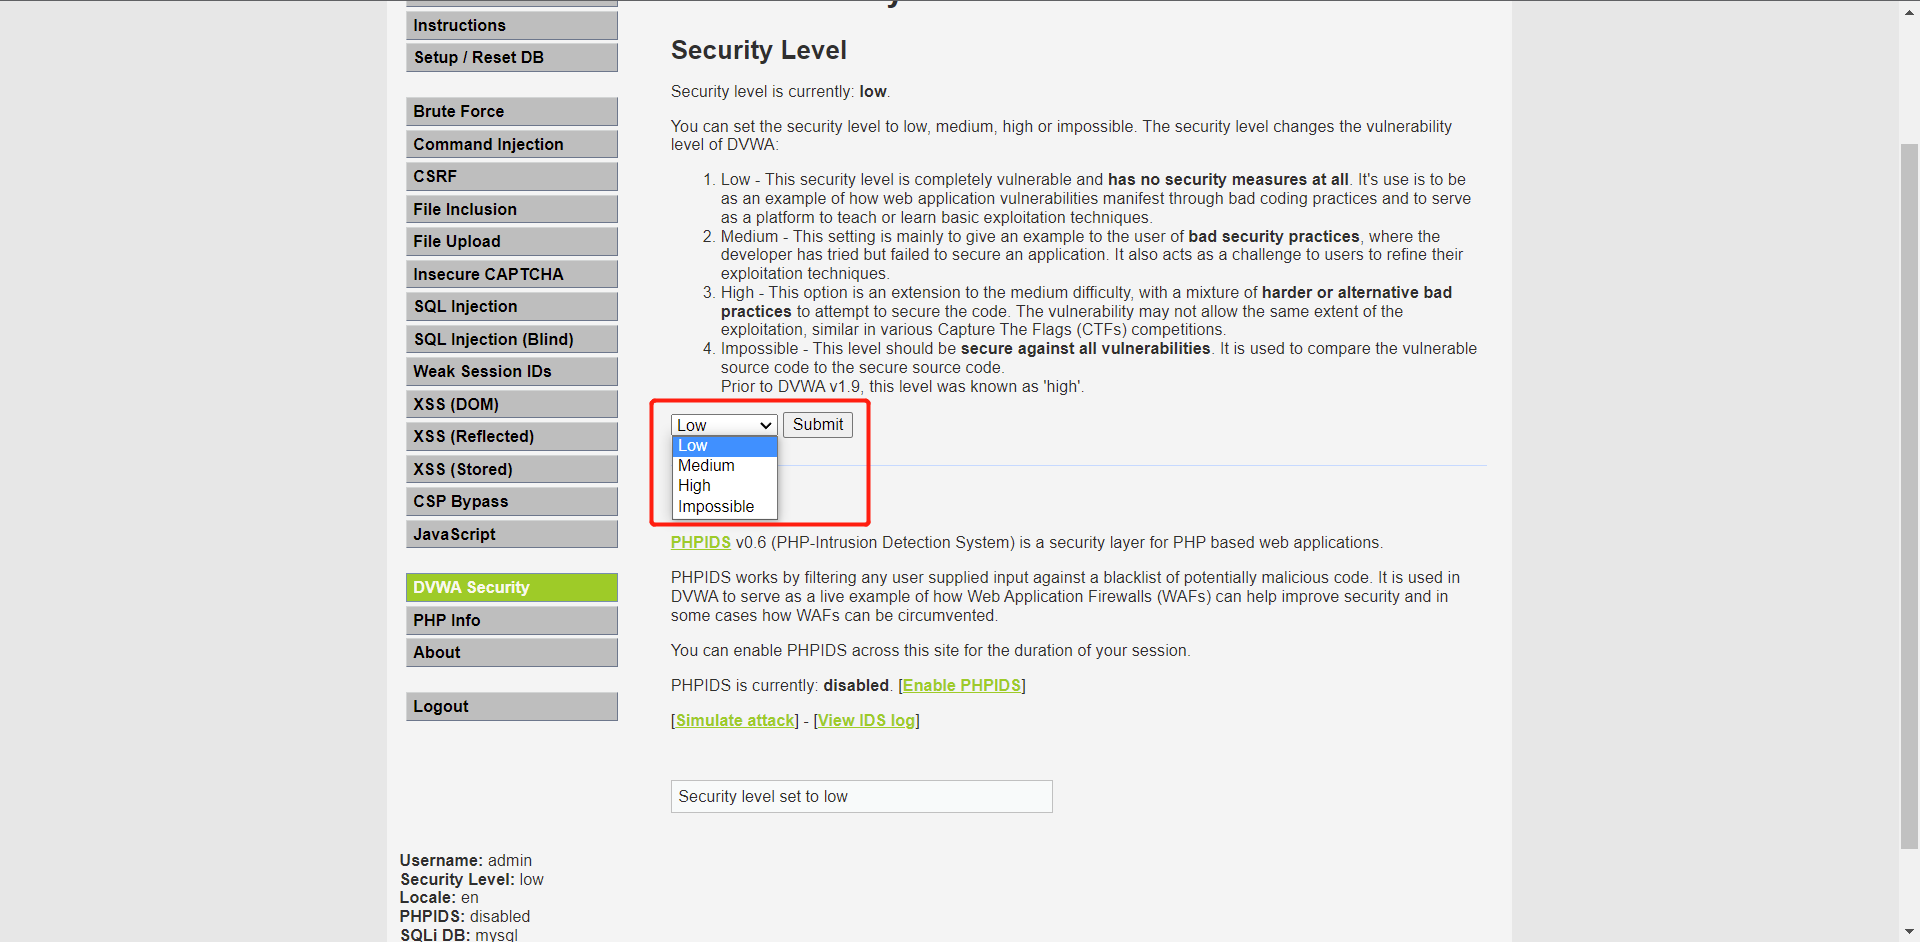 Instructions
Setup / Reset DB
Brute Force
Command Injection
CSRF
File Inclusion
File Upload
Insecure CAPTCHA
SQL Injection
SQL Injection (Blind)
Weak Session IDs
XSS (DOM)
XSS (Reflected)
XSS (Stored)
CSP Bypass
JavaScript
DVWA Security
PHP Info
About
Logout
Username: admin
Security Level: low
Locale: en
PHPIDS: disabled
SQLi DB: mysql
Security Level
Security level is currently: low.
You can set the security level to low, medium, high or impossible. The security level changes the vulnerability
level of DVWA:
1. Low - This security level is completely vulnerable and has no security measures at all. It's use is to be
as an example of how web application vulnerabilities manifest through bad coding practices and to serve
as a platform to teach or learn basic exploitation techniques.
2. Medium - This setting is mainly to give an example to the user of bad security practices, where the
developer has tried but failed to secure an application. It also acts as a challenge to users to refine their
exploitation techniques.
3. High - This option is an extension to the medium difficulty, with a mixture of harder or alternative bad
practices to attempt to secure the code. The vulnerability may not allow the same extent of the
exploitation, similar in various Capture The Flags (CTFs) competitions.
4. Impossible - This level should be secure against all vulnerabilities. It is used to compare the vulnerable
source code to the secure source code.
Prior to DVWA v1.9, this level was known as 'high'.
Low Submit
Low
Medium
High
Impossible
PHPIDS v0.6 (PHP-Intrusion Detection System) is a security layer for PHP based web applications.
PHPIDS works by filtering any user supplied input against a blacklist of potentially malicious code. It is used in
DVWA to serve as a live example of how Web Application Firewalls (WAFs) can help improve security and in
some cases how WAFs can be circumvented.
You can enable PHPIDS across this site for the duration of your session.
PHPIDS is currently: disabled. [Enable PHPIDS]
[Simulate attack] - [View IDS log]
Security level set to low